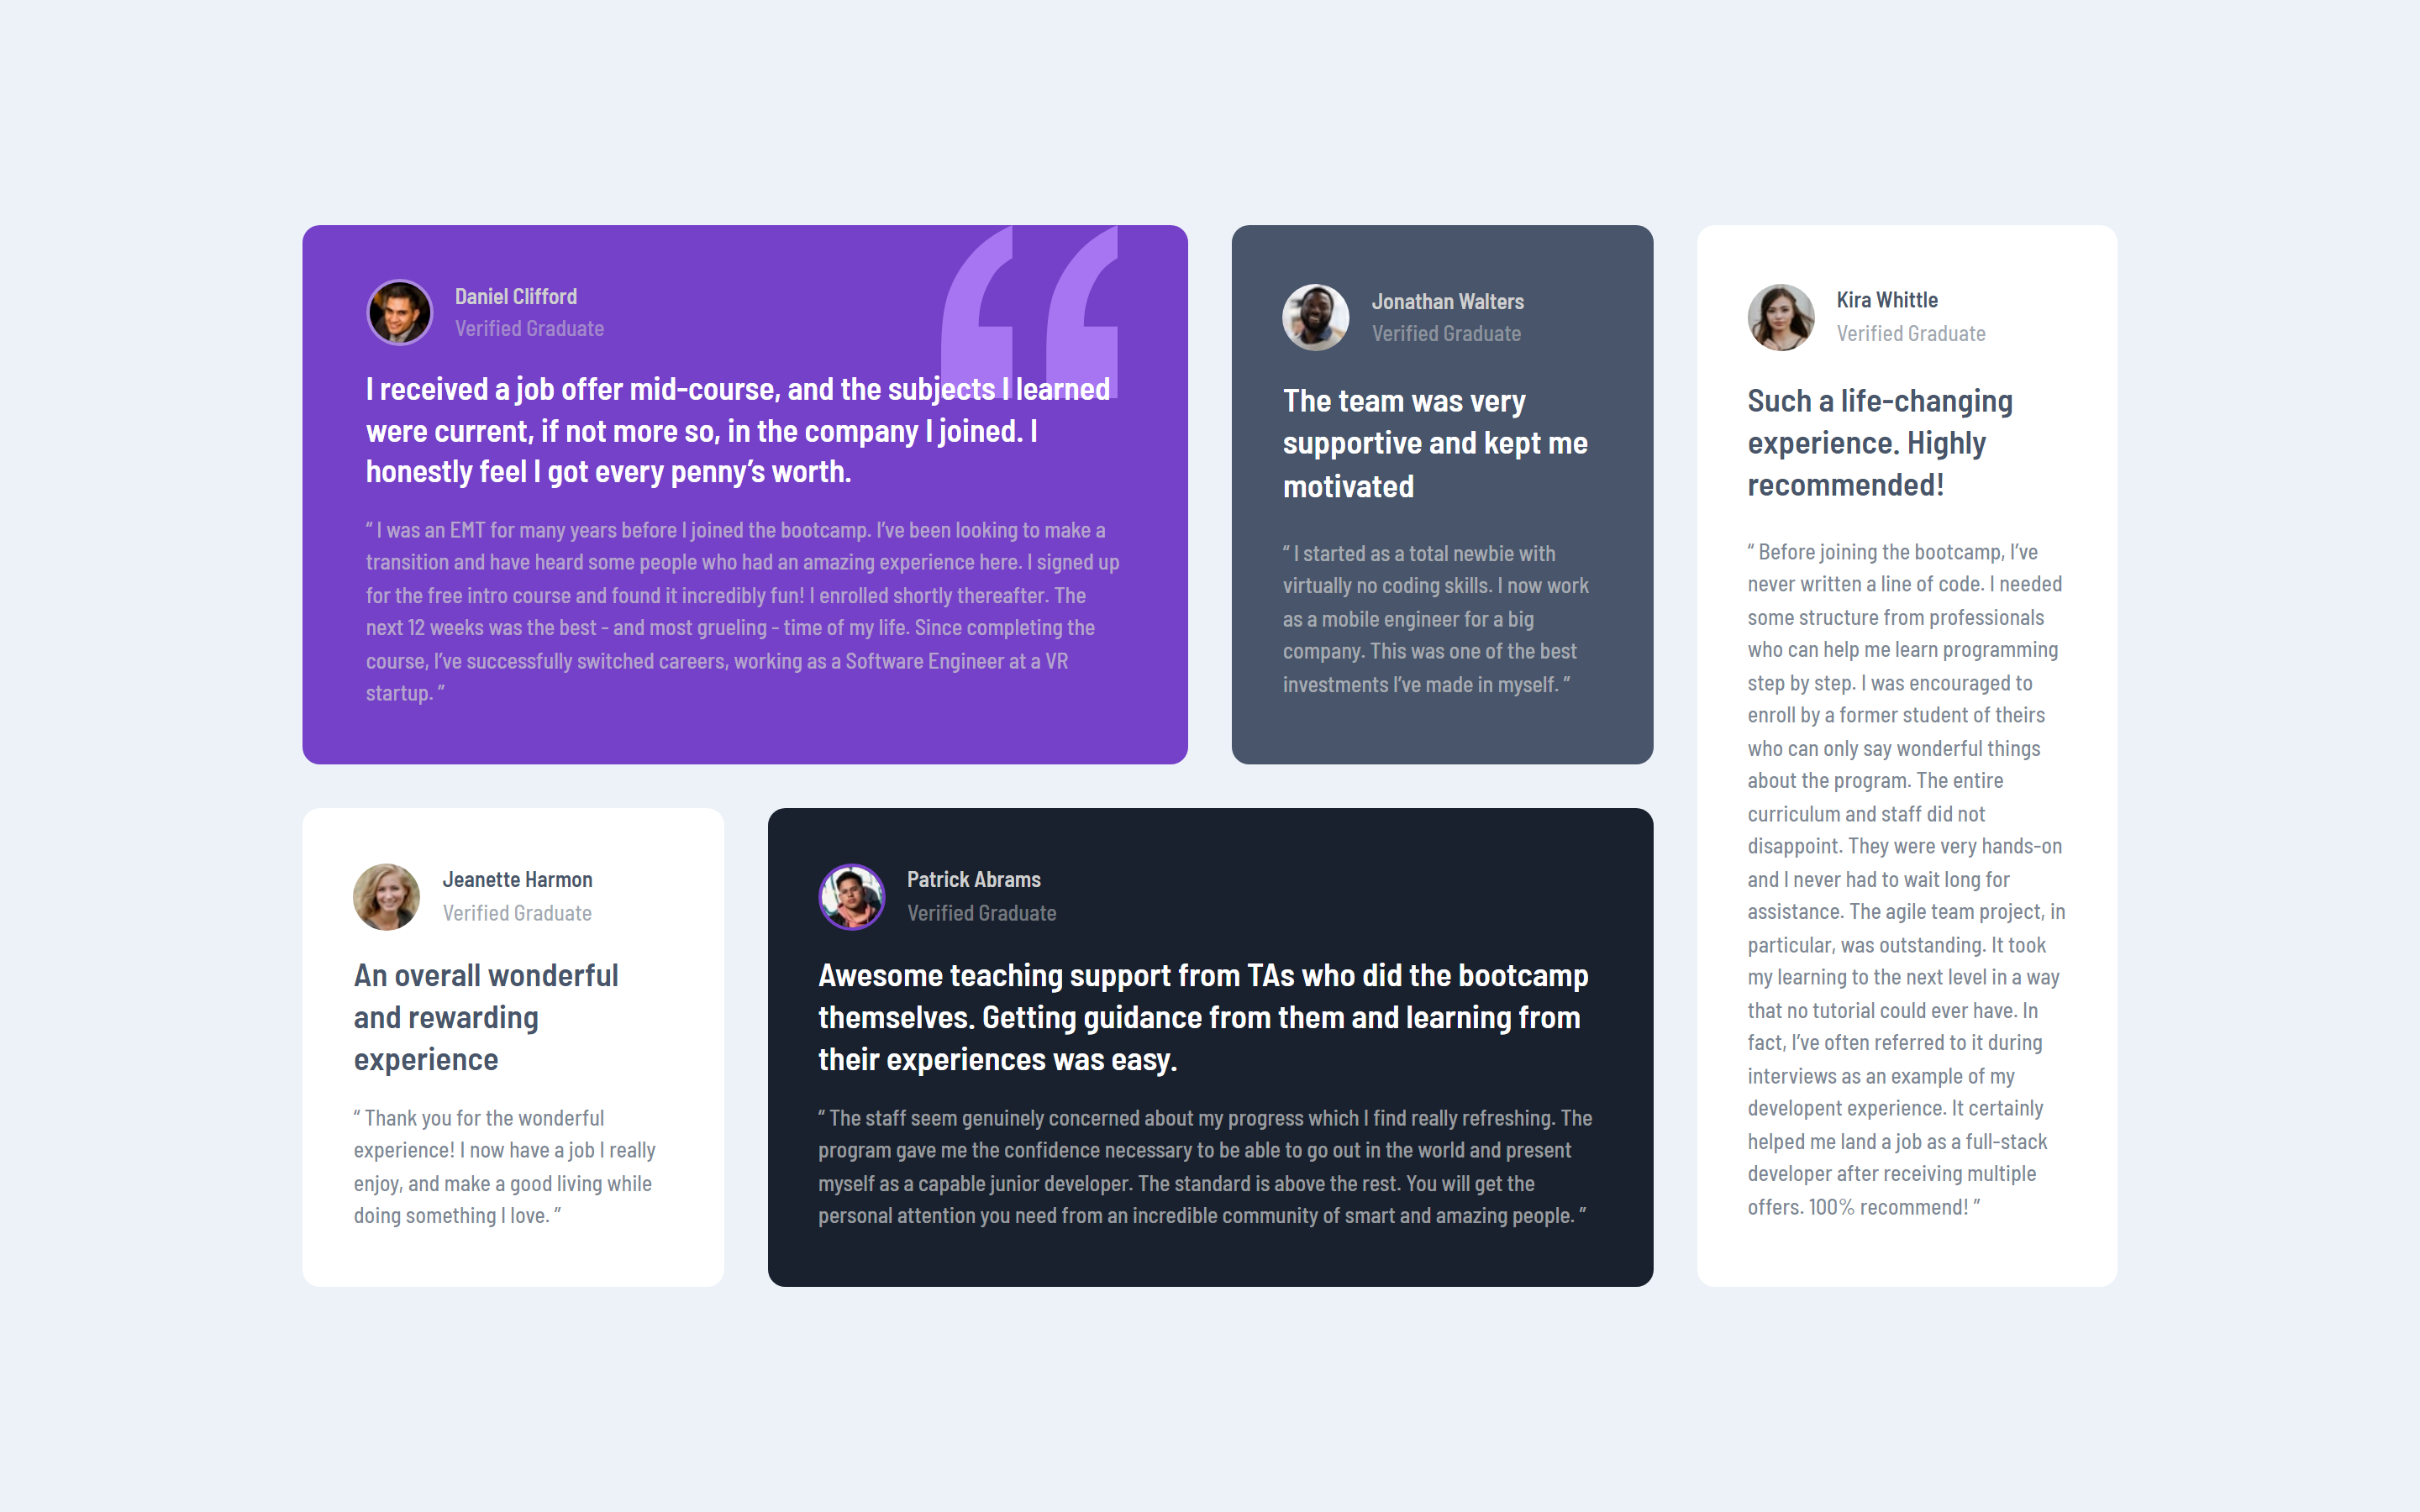 Daniel Clifford
Verified Graduate
I received a job offer mid-course, and the subjects I learned
were current, if not more so, in the company I joined. I
honestly feel I got every penny’s worth.
“ I was an EMT for many years before I joined the bootcamp. I’ve been looking to make a
transition and have heard some people who had an amazing experience here. I signed up
for the free intro course and found it incredibly fun! I enrolled shortly thereafter. The
next 12 weeks was the best - and most grueling - time of my life. Since completing the
course, I’ve successfully switched careers, working as a Software Engineer at a VR
startup. ”
Jonathan Walters
Verified Graduate
The team was very
supportive and kept me
motivated
“ I started as a total newbie with
virtually no coding skills. I now work
as a mobile engineer for a big
company. This was one of the best
investments I’ve made in myself. ”
Kira Whittle
Verified Graduate
Such a life-changing
experience. Highly
recommended!
“ Before joining the bootcamp, I’ve
never written a line of code. I needed
some structure from professionals
who can help me learn programming
step by step. I was encouraged to
enroll by a former student of theirs
who can only say wonderful things
about the program. The entire
curriculum and staff did not
disappoint. They were very hands-on
and I never had to wait long for
assistance. The agile team project, in
particular, was outstanding. It took
my learning to the next level in a way
that no tutorial could ever have. In
fact, I’ve often referred to it during
interviews as an example of my
developent experience. It certainly
helped me land a job as a full-stack
developer after receiving multiple
offers. 100% recommend! ”
Jeanette Harmon
Verified Graduate
An overall wonderful
and rewarding
experience
“ Thank you for the wonderful
experience! I now have a job I really
enjoy, and make a good living while
doing something I love. ”
Patrick Abrams
Verified Graduate
Awesome teaching support from TAs who did the bootcamp
themselves. Getting guidance from them and learning from
their experiences was easy.
“ The staff seem genuinely concerned about my progress which I find really refreshing. The
program gave me the confidence necessary to be able to go out in the world and present
myself as a capable junior developer. The standard is above the rest. You will get the
personal attention you need from an incredible community of smart and amazing people. ”